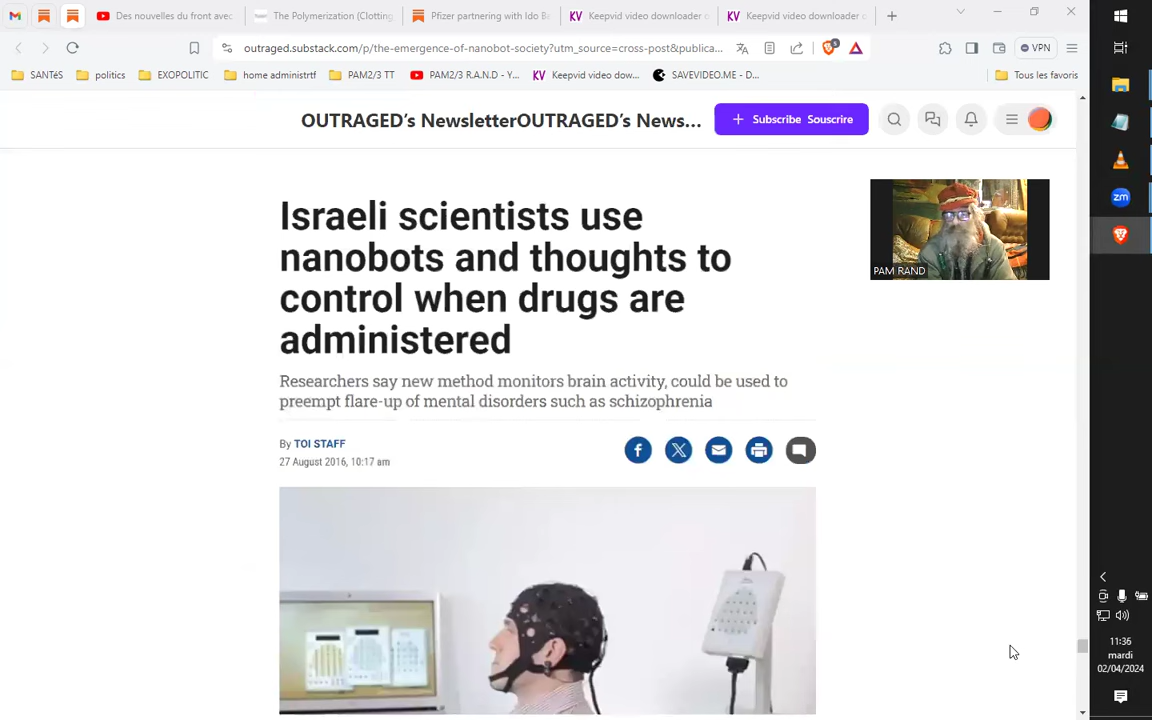 Des nouvelles du front avec
The Polymerization (Clotting
Pfizer partnering with Ido Ba
Keepvid video downloader
Keepvid video downloader
outraged.substack.com/p/the-emergence-of-nanobot-society?utm_source=cross-post&publica...
VPN
SANTéS
politics
EXOPOLITIC
home administrtf
PAM2/3 TT
PAM2/3 R.A.N.D - Y...
Keepvid video dow...
SAVEVIDEO.ME - D...
Tous les favoris
OUTRAGED's NewsletterOUTRAGED's News...
Subscribe Souscrire
Israeli scientists use
nanobots and thoughts to
control when drugs are
administered
PAM RAND
Researchers say new method monitors brain activity, could be used to
preempt flare-up of mental disorders such as schizophrenia
By TOI STAFF
27 August 2016, 10:17 am
11:36
mardi
02/04/2024